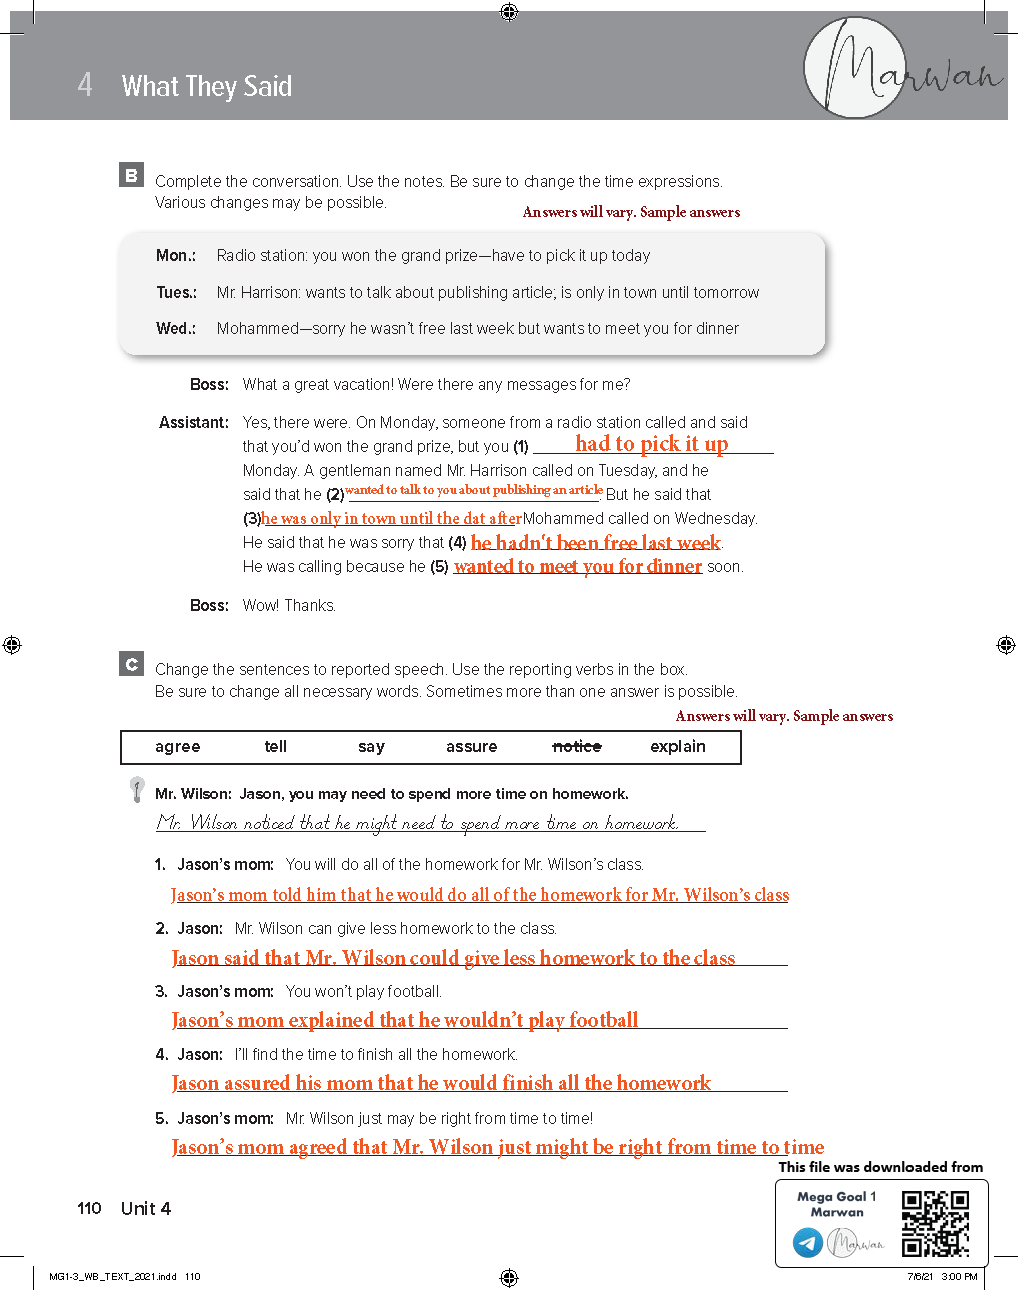 4 What They Said
Marwan
B Complete the conversation. Use the notes. Be sure to change the time expressions.
Various changes may be possible.
Answers will vary. Sample answers
Mon.: Radio station: you won the grand prize—have to pick it up today
Tues.: Mr. Harrison: wants to talk about publishing article; is only in town until tomorrow
Wed.: Mohammed—sorry he wasn't free last week but wants to meet you for dinner
Boss: What a great vacation! Were there any messages for me?
Assistant: Yes, there were. On Monday, someone from a radio station called and said
that you'd won the grand prize, but you (1) had to pick it up
Monday. A gentleman named Mr. Harrison called on Tuesday, and he
said that he (2) wanted to talk to you about publishing an article. But he said that
(3) he was only in town until the dat after Mohammed called on Wednesday.
He said that he was sorry that (4) he hadn't been free last week.
He was calling because he (5) wanted to meet you for dinner soon.
Boss: Wow! Thanks.
C Change the sentences to reported speech. Use the reporting verbs in the box.
Be sure to change all necessary words. Sometimes more than one answer is possible.
Answers will vary. Sample answers
agree tell say assure notice explain
Mr. Wilson: Jason, you may need to spend more time on homework.
Mr. Wilson noticed that he might need to spend more time on homework.
1. Jason's mom: You will do all of the homework for Mr. Wilson's class.
Jason's mom told him that he would do all of the homework for Mr. Wilson's class
2. Jason: Mr. Wilson can give less homework to the class.
Jason said that Mr. Wilson could give less homework to the class
3. Jason's mom: You won't play football.
Jason's mom explained that he wouldn't play football
4. Jason: I'll find the time to finish all the homework.
Jason assured his mom that he would finish all the homework
5. Jason's mom: Mr. Wilson just may be right from time to time!
Jason's mom agreed that Mr. Wilson just might be right from time to time
This file was downloaded from
Mega Goal 1
Marwan
Marwan
110 Unit 4
MG1-3_WB_TEXT_2021.indd 110
7/6/21 3:00 PM